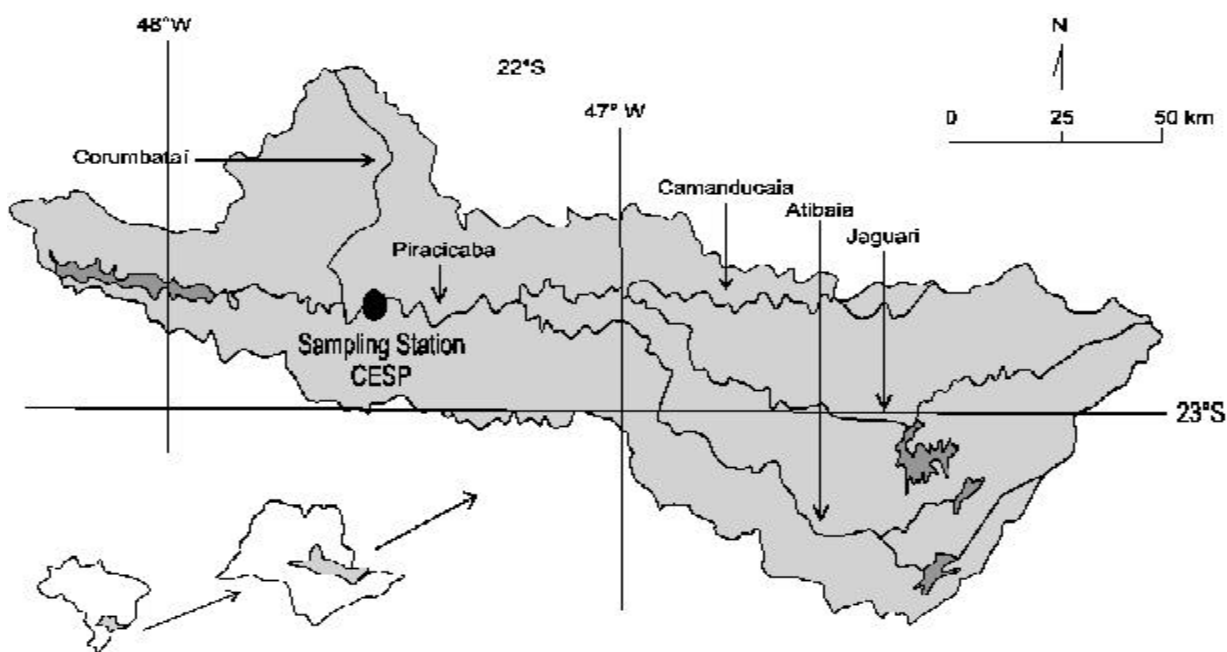 48°W
N
22°S
47° W
0 25 50 km
Corumbataí
Camanducaia
Atibaia
Jaguari
Piracicaba
Sampling Station
CESP
23°S